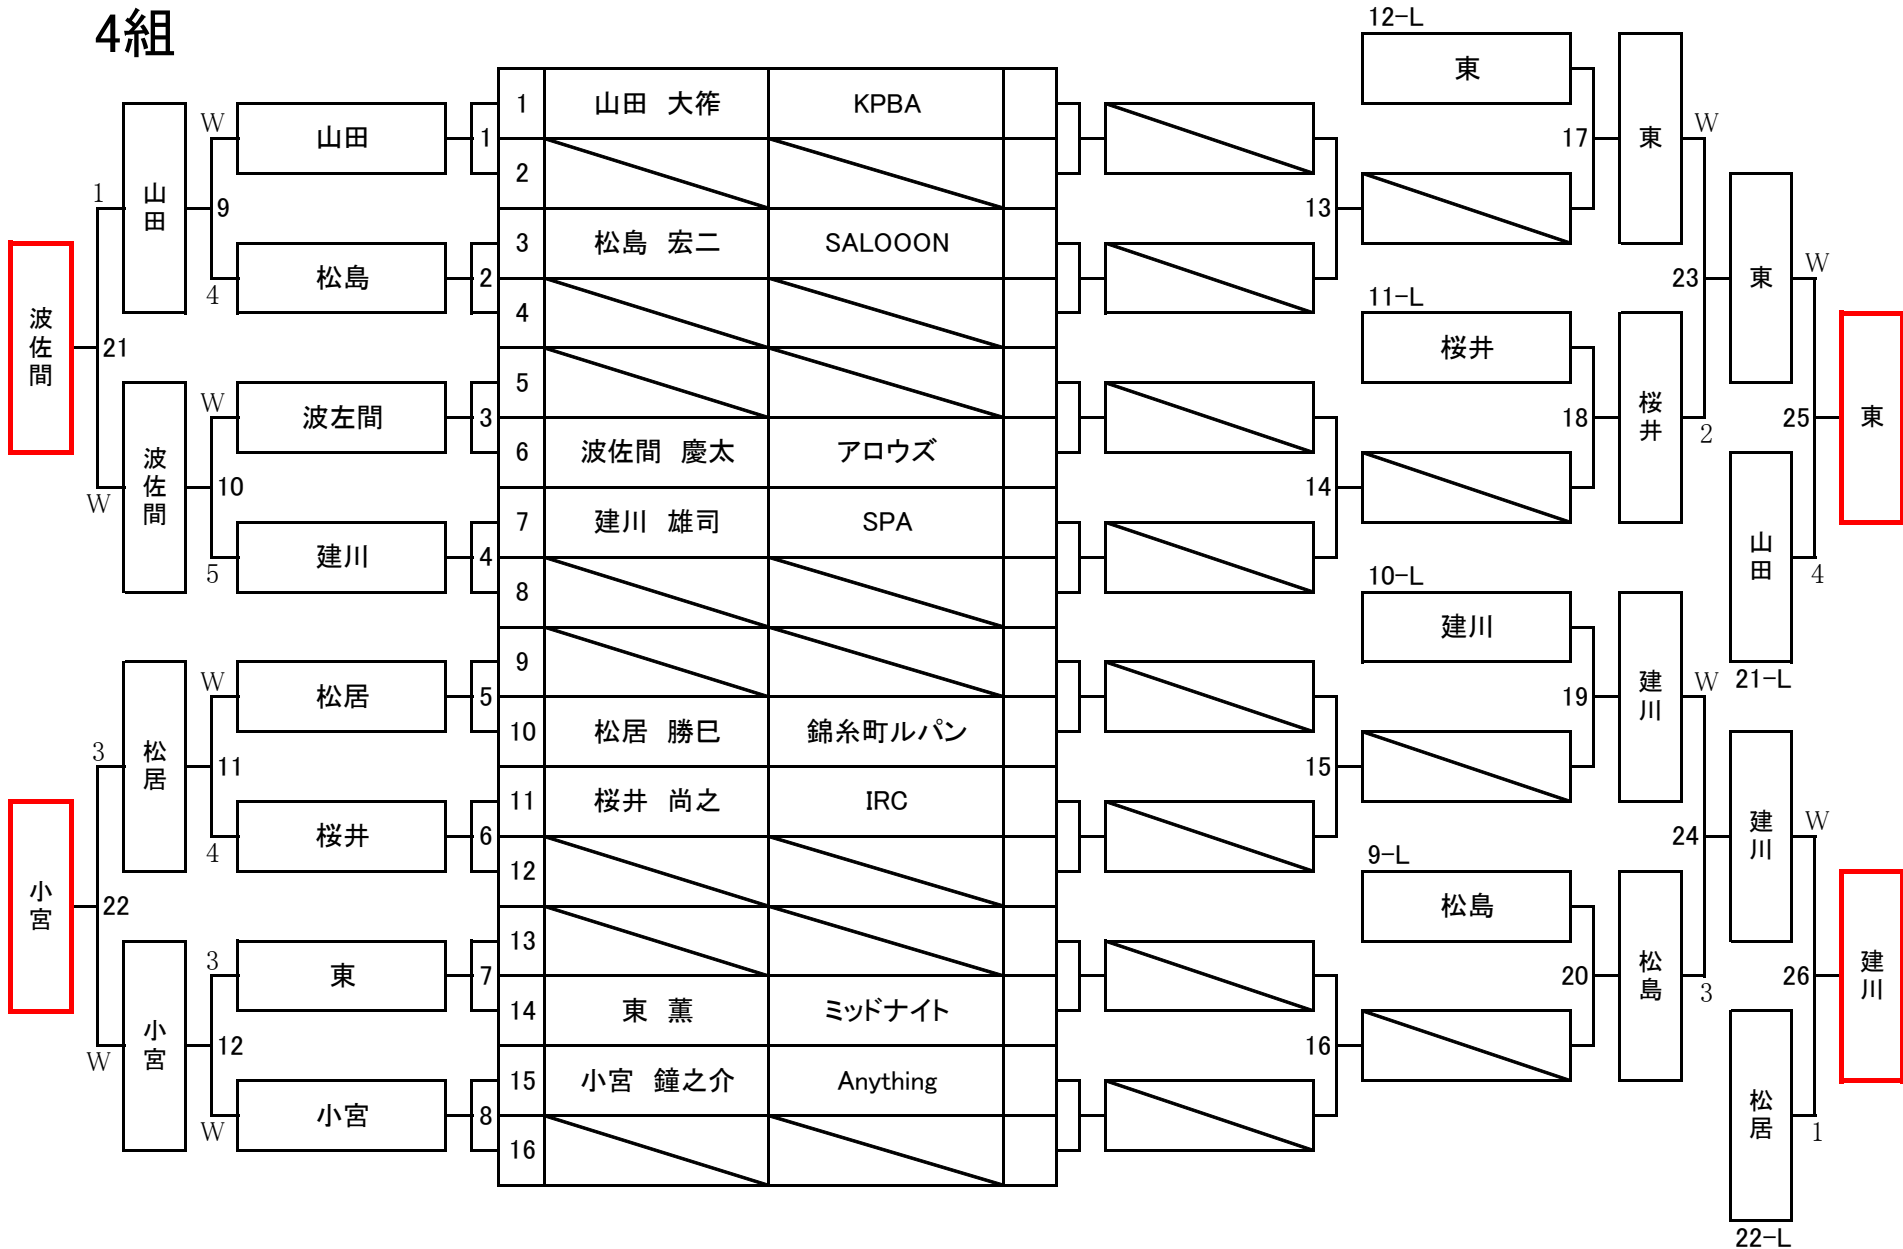 4組
1 山田 大筰 KPBA
2
3 松島 宏二 SALOOON
4
5
6 波佐間 慶太 アロウズ
7 建川 雄司 SPA
8
9
10 松居 勝巳 錦糸町ルパン
11 桜井 尚之 IRC
12
13
14 東 薫 ミッドナイト
15 小宮 鐘之介 Anything
16
W 山田 1
4 松島 2
W 波左間 3
5 建川 4
W 松居 5
4 桜井 6
3 東 7
W 小宮 8
1 山田 9
W 波佐間 10
3 松居 11
W 小宮 12
波佐間 21
小宮 22
13
14
15
16
12-L
東
17
11-L
桜井
18
10-L
建川
19
9-L
松島
20
東 W
桜井 2
23
建川 W
松島 3
24
東 W
山田 4
21-L
25
東
建川 W
松居 1
22-L
26
建川